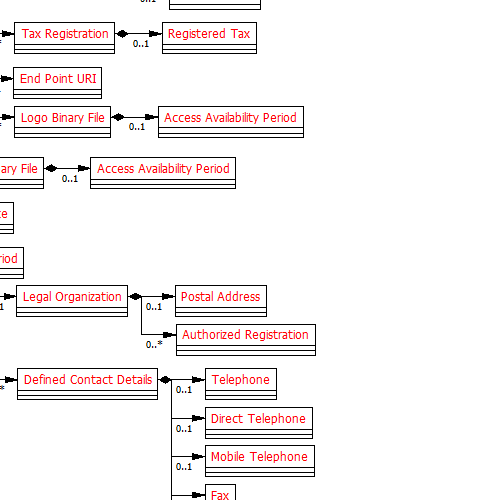 0..1
Tax Registration
Registered Tax
*
0..1
End Point URI
Logo Binary File
Access Availability Period
*
0..1
ary File
Access Availability Period
0..1
te
riod
Legal Organization
Postal Address
1
0..1
Authorized Registration
0..*
Defined Contact Details
Telephone
*
0..1
Direct Telephone
0..1
Mobile Telephone
0..1
Fax